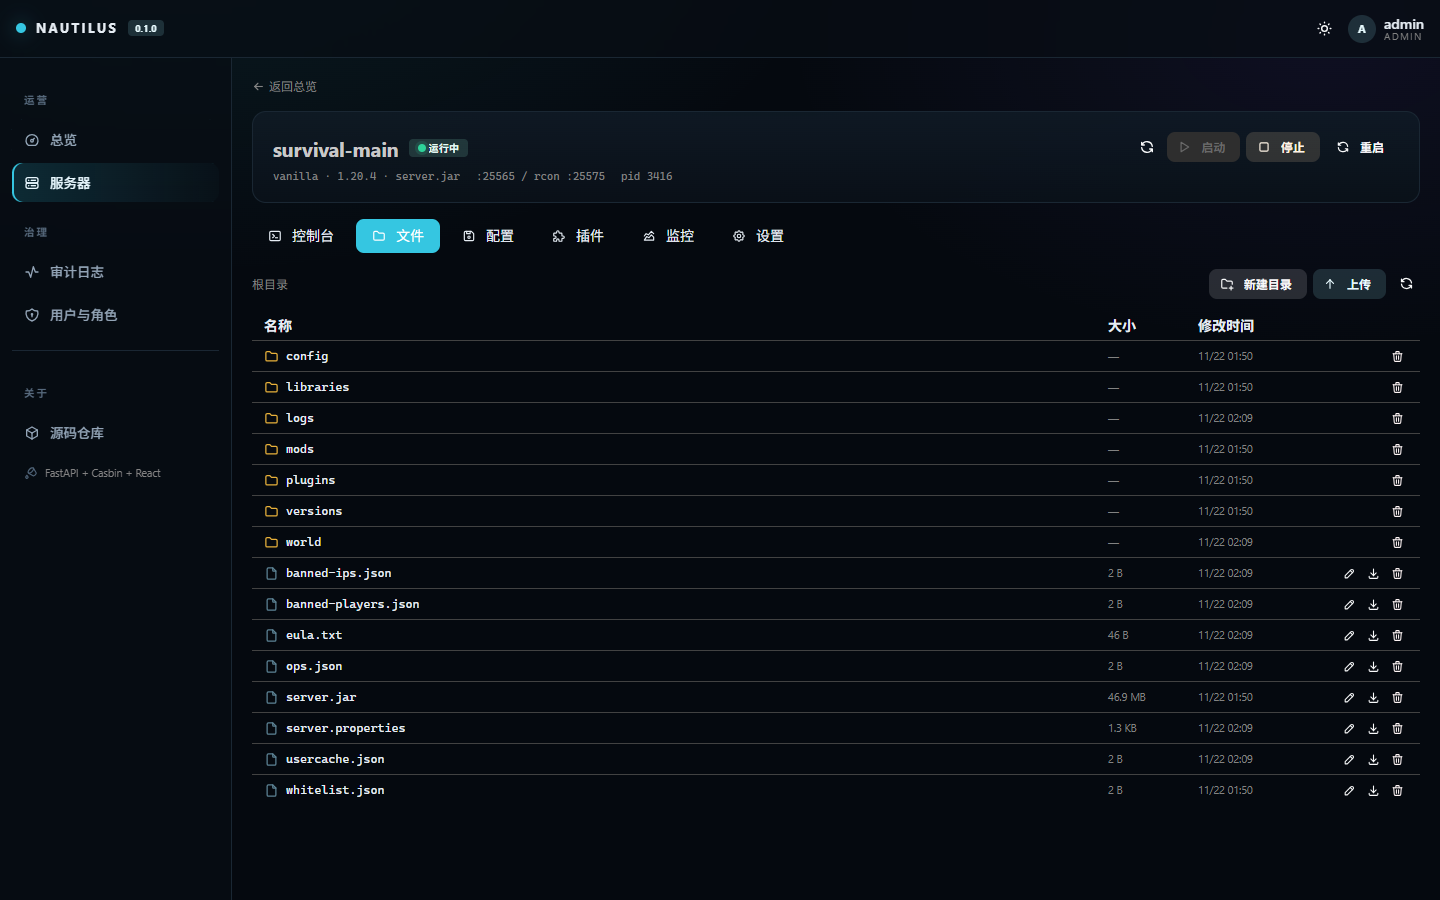 NAUTILUS 0.1.0
A admin
ADMIN
运营
总览
服务器
治理
审计日志
用户与角色
关于
源码仓库
FastAPI + Casbin + React
← 返回总览
survival-main 运行中
启动 停止 重启
vanilla · 1.20.4 · server.jar :25565 / rcon :25575 pid 3416
控制台 文件 配置 插件 监控 设置
根目录 新建目录 上传
名称 大小 修改时间
config — 11/22 01:50
libraries — 11/22 01:50
logs — 11/22 02:09
mods — 11/22 01:50
plugins — 11/22 01:50
versions — 11/22 01:50
world — 11/22 02:09
banned-ips.json 2 B 11/22 02:09
banned-players.json 2 B 11/22 02:09
eula.txt 46 B 11/22 02:09
ops.json 2 B 11/22 02:09
server.jar 46.9 MB 11/22 01:50
server.properties 1.3 KB 11/22 02:09
usercache.json 2 B 11/22 02:09
whitelist.json 2 B 11/22 01:50